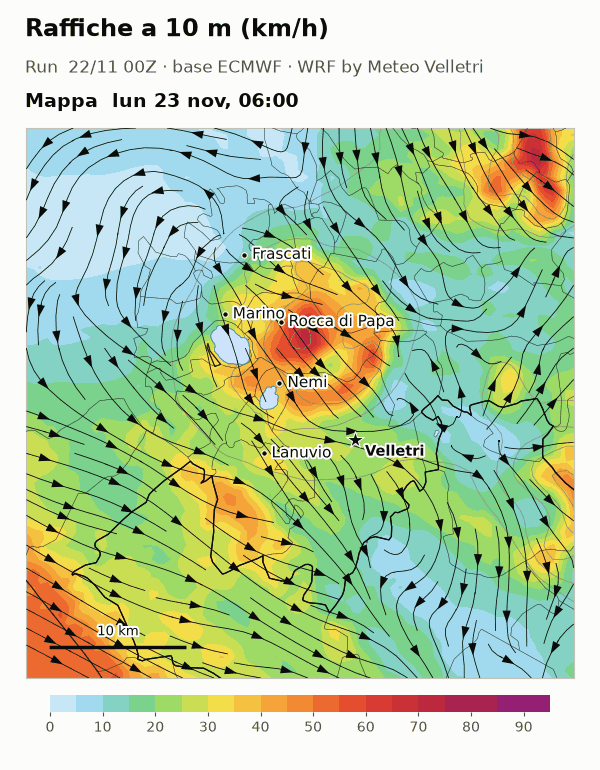 Raffiche a 10 m (km/h)
Run  22/11 00Z · base ECMWF · WRF by Meteo Velletri
Mappa  lun 23 nov, 06:00
Frascati
Marino
Rocca di Papa
Nemi
Velletri
Lanuvio
10 km
0 10 20 30 40 50 60 70 80 90